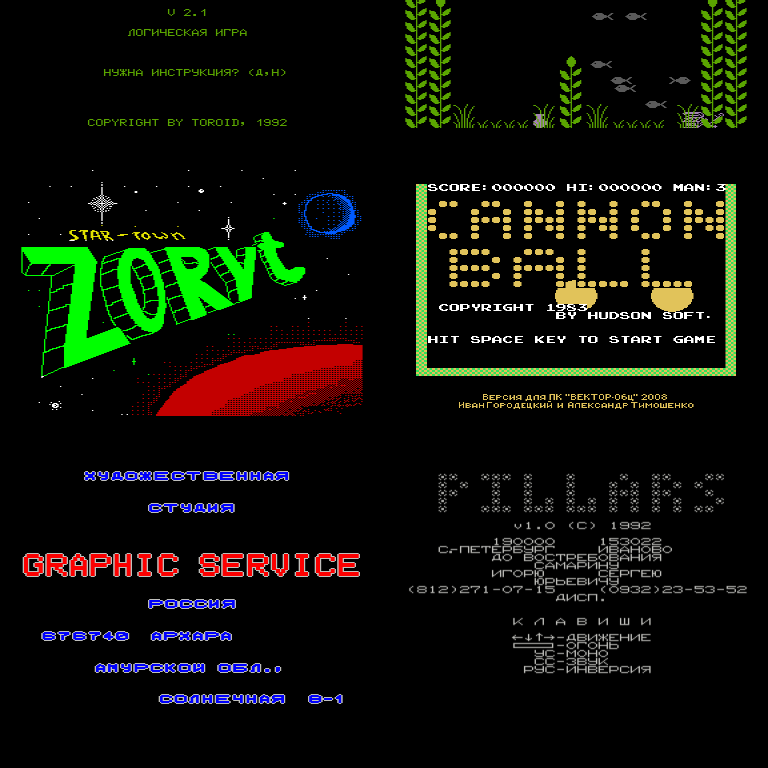 V 2.1
ЛОГИЧЕСКАЯ ИГРА
НУЖНА ИНСТРУКЦИЯ? (Д,Н)
COPYRIGHT BY TOROID, 1992
STAR-TOWN
ZORYT
SCORE:000000 HI:000000 MAN:3
CANNON
BALL
COPYRIGHT 1983
BY HUDSON SOFT.
HIT SPACE KEY TO START GAME
Версия для ПК "ВЕКТОР-06Ц" 2008
Иван Городецкий и Александр Тимошенко
ХУДОЖЕСТВЕННАЯ
СТУДИЯ
GRAPHIC SERVICE
РОССИЯ
676740 АРХАРА
АМУРСКОЙ ОБЛ.,
СОЛНЕЧНАЯ 8-1
PILLARS
v1.0 (C) 1992
190000 153022
С.-ПЕТЕРБУРГ ИВАНОВО
ДО ВОСТРЕБОВАНИЯ
САМАРИНУ
ИГОРЮ СЕРГЕЮ
ЮРЬЕВИЧУ
(812)271-07-15 (0932)23-53-52
ДИСП.
К Л А В И Ш И
←↓↑→-ДВИЖЕНИЕ
-ОГОНЬ
УС-МОНО
СС-ЗВУК
РУС-ИНВЕРСИЯ